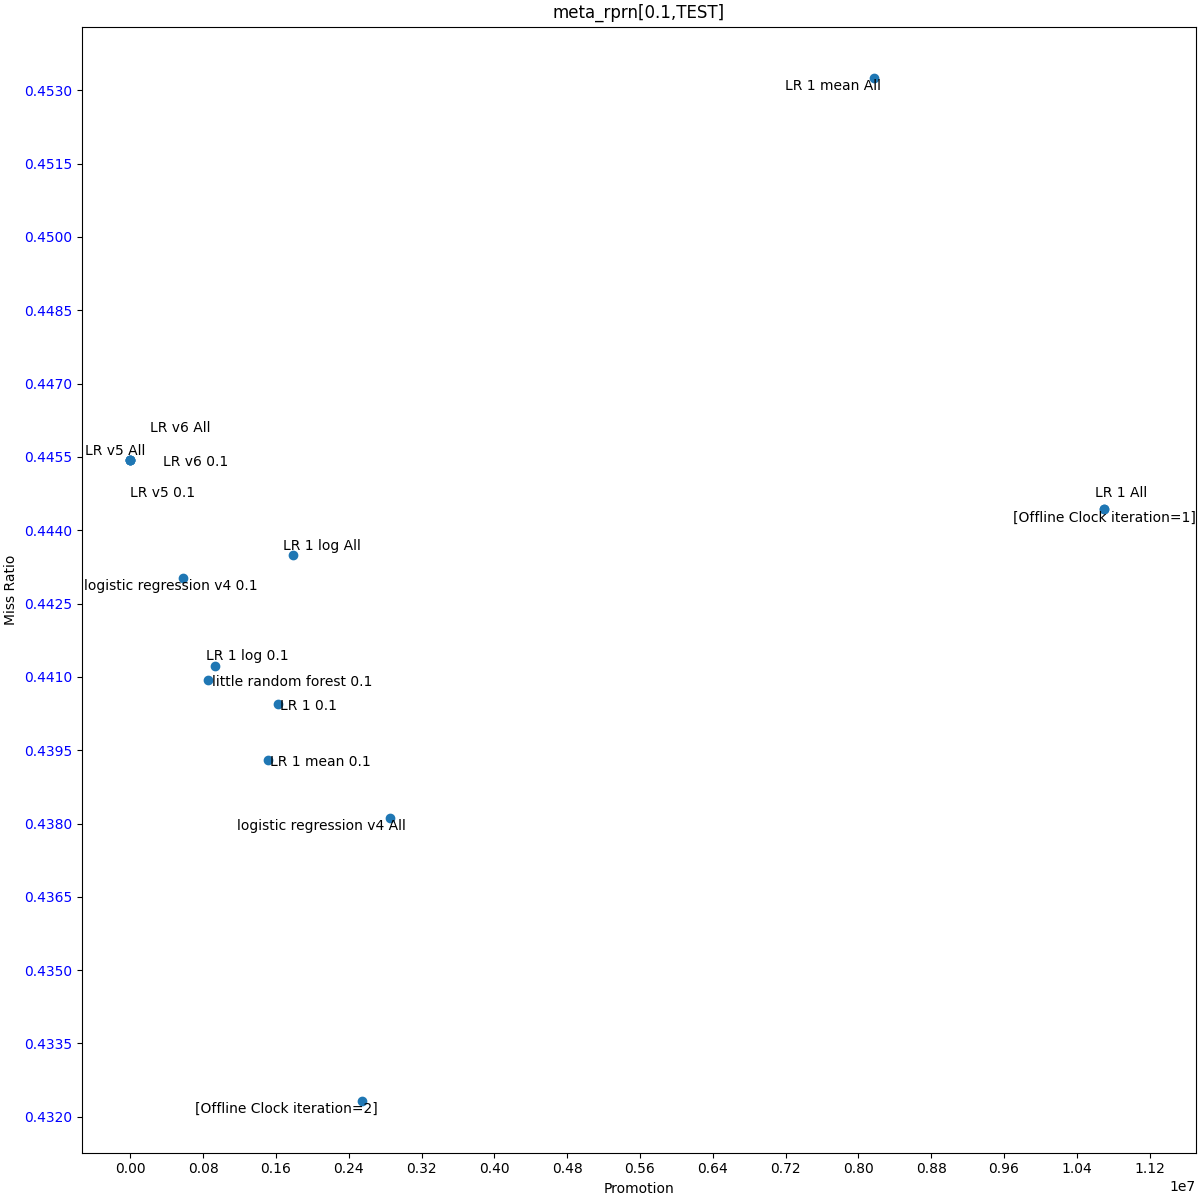 meta_rprn[0.1,TEST]
0.4530
0.4515
0.4500
0.4485
0.4470
0.4455
0.4440
0.4425
0.4410
0.4395
0.4380
0.4365
0.4350
0.4335
0.4320
Miss Ratio
LR 1 mean All
LR v6 All
LR v5 All
LR v6 0.1
LR v5 0.1
LR 1 All
[Offline Clock iteration=1]
LR 1 log All
logistic regression v4 0.1
LR 1 log 0.1
little random forest 0.1
LR 1 0.1
LR 1 mean 0.1
logistic regression v4 All
[Offline Clock iteration=2]
0.00 0.08 0.16 0.24 0.32 0.40 0.48 0.56 0.64 0.72 0.80 0.88 0.96 1.04 1.12
1e7
Promotion